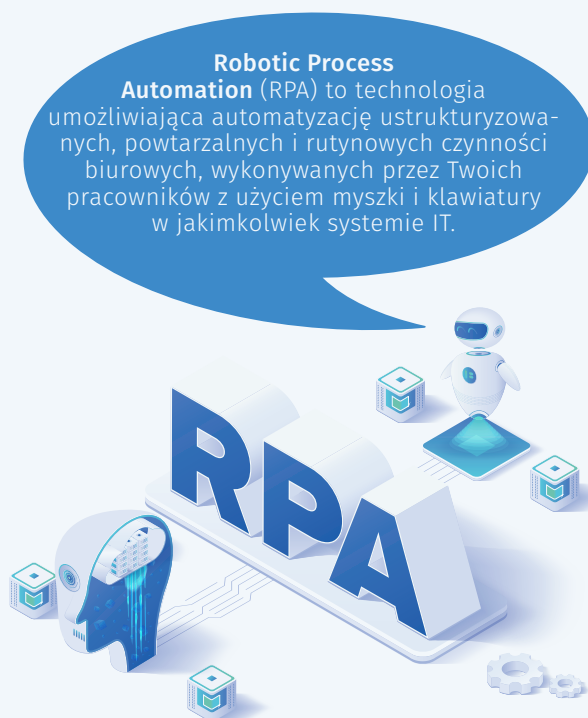 Robotic Process
Automation (RPA) to technologia
umożliwiająca automatyzację ustrukturyzowa-
nych, powtarzalnych i rutynowych czynności
biurowych, wykonywanych przez Twoich
pracowników z użyciem myszki i klawiatury
w jakimkolwiek systemie IT.
RPA